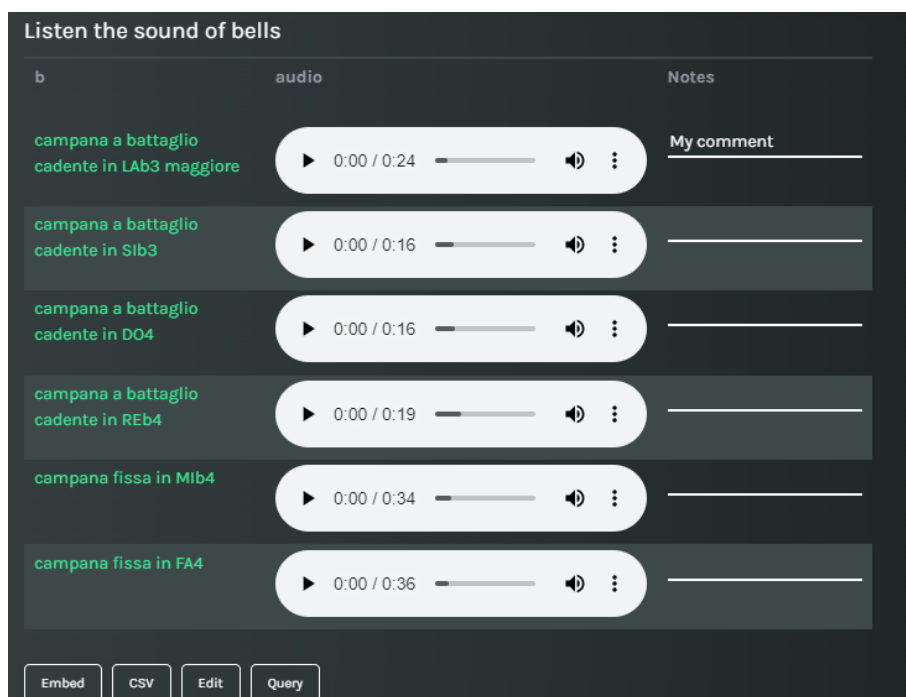 Listen the sound of bells
b audio Notes
campana a battaglio
cadente in LAb3 maggiore
0:00 / 0:24
My comment
campana a battaglio
cadente in SIb3
0:00 / 0:16
campana a battaglio
cadente in DO4
0:00 / 0:16
campana a battaglio
cadente in REb4
0:00 / 0:19
campana fissa in MIb4
0:00 / 0:34
campana fissa in FA4
0:00 / 0:36
Embed CSV Edit Query